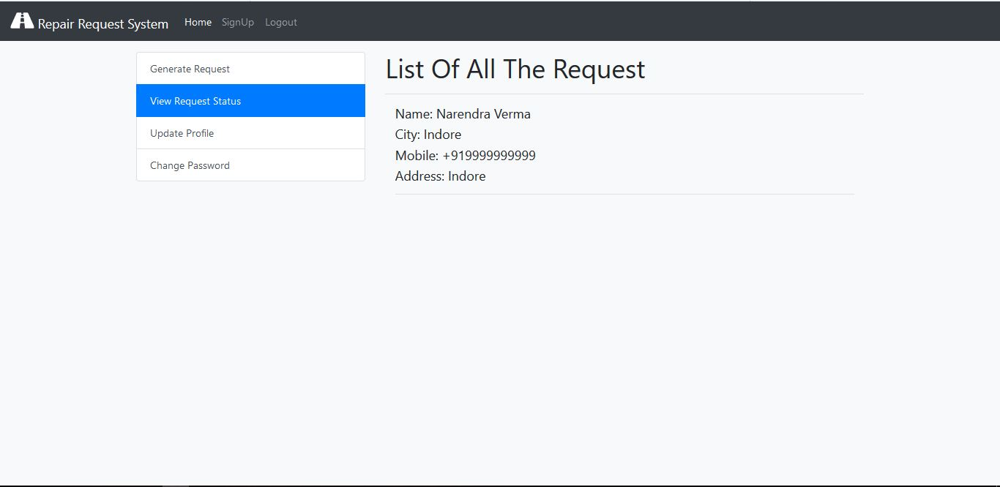 Repair Request System Home SignUp Logout
Generate Request
View Request Status
Update Profile
Change Password
List Of All The Request
Name: Narendra Verma
City: Indore
Mobile: +919999999999
Address: Indore